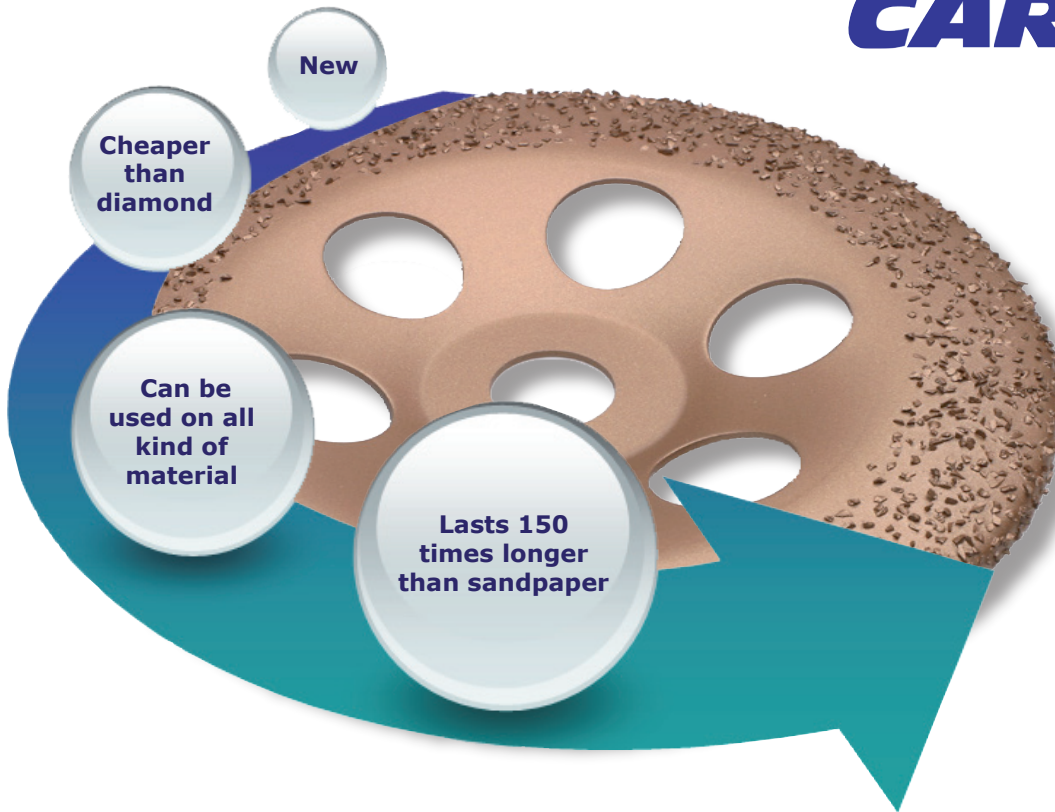 CAR
New
Cheaper
than
diamond
Can be
used on all
kind of
material
Lasts 150
times longer
than sandpaper